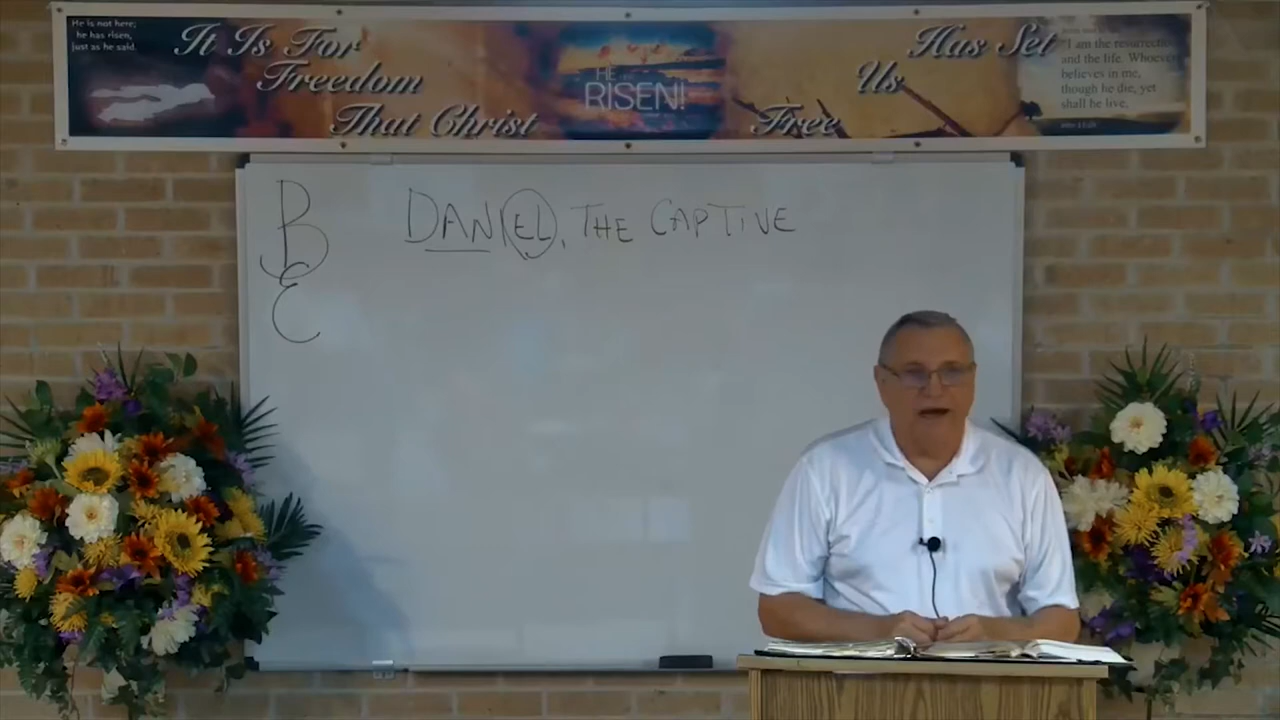 He is not here;
he has risen,
just as he said.
It Is For
Freedom
That Christ
HE
RISEN!
Has Set
Us
Free
"I am the resurrection
and the life. Whoever
believes in me,
though he die, yet
shall he live,
B
C
DANIEL, THE CAPTIVE